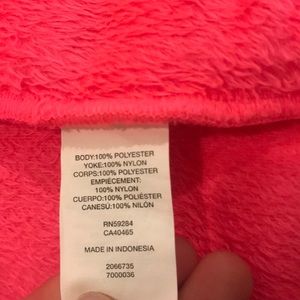 BODY:100% POLYESTER
YOKE:100% NYLON
CORPS:100% POLYESTER
EMPIÈCEMENT:
100% NYLON
CUERPO:100% POLIÉSTER
CANESÚ:100% NILÓN
RN59284
CA40465
MADE IN INDONESIA
2066735
7000036